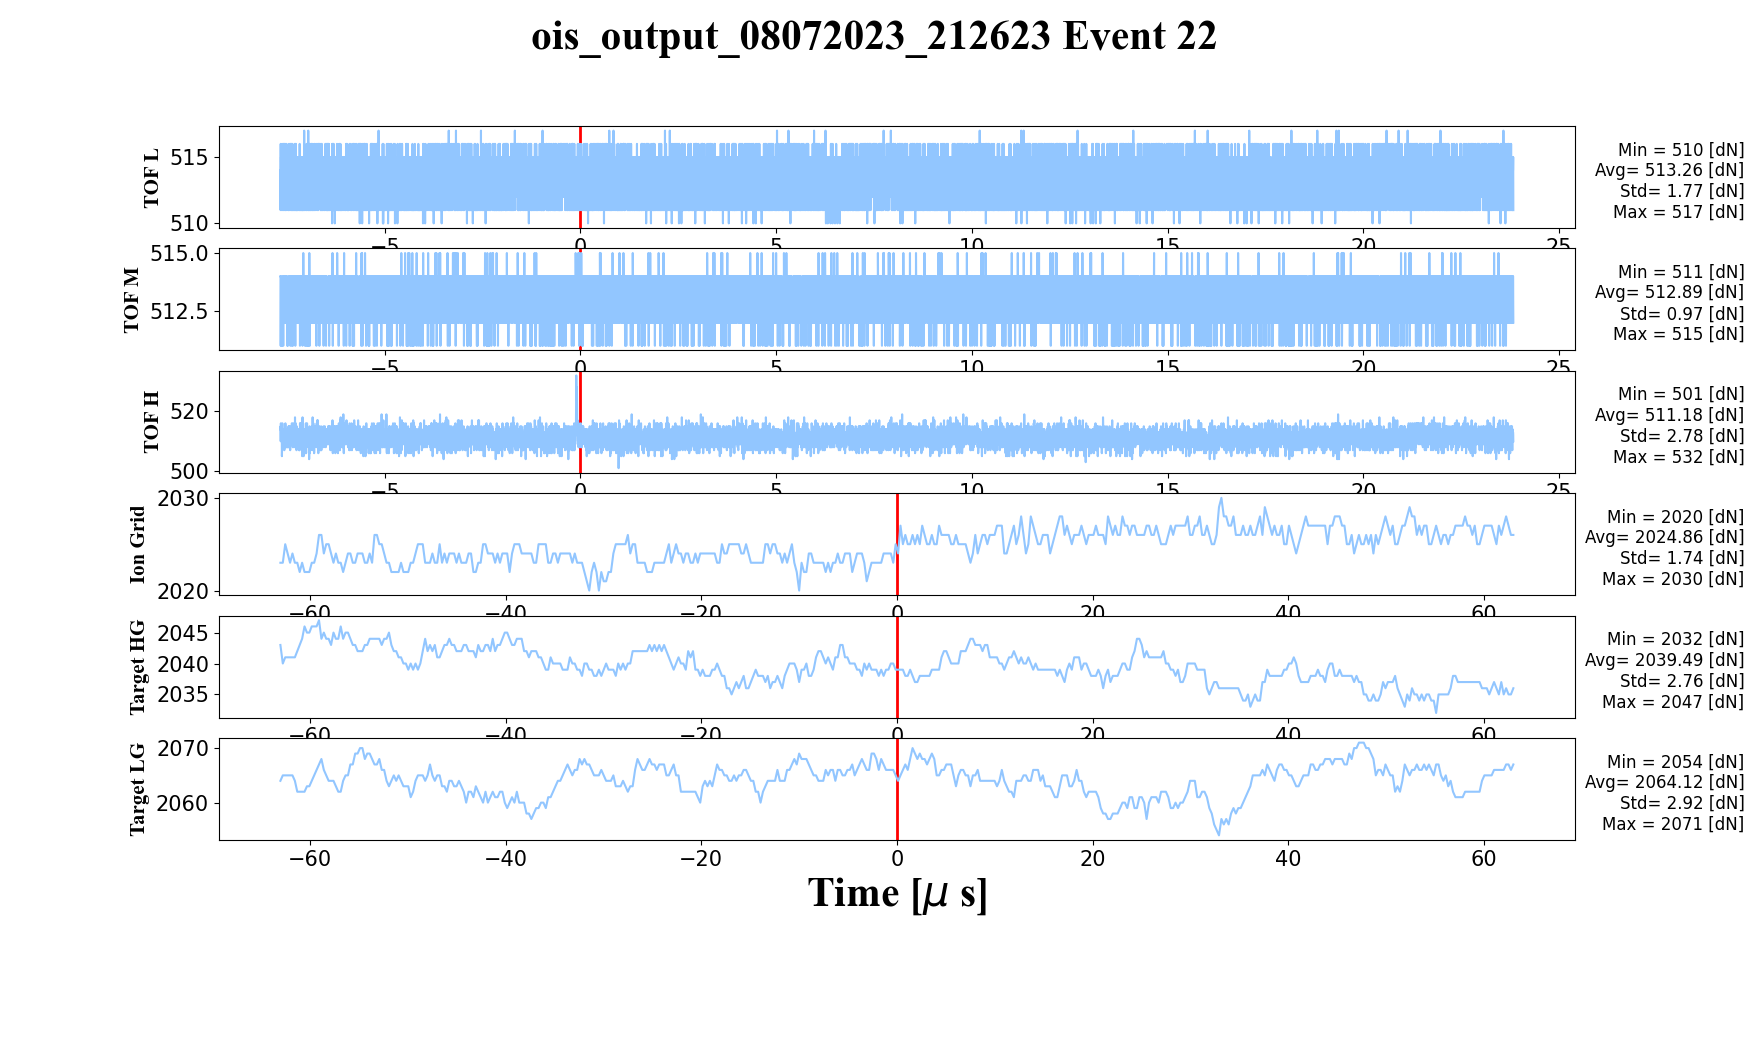 ois_output_08072023_212623 Event 22
TOF L
515
510
Min = 510 [dN]
Avg= 513.26 [dN]
Std= 1.77 [dN]
Max = 517 [dN]
−5 0 5 10 15 20 25
TOF M
515.0
512.5
Min = 511 [dN]
Avg= 512.89 [dN]
Std= 0.97 [dN]
Max = 515 [dN]
−5 0 5 10 15 20 25
TOF H
520
500
Min = 501 [dN]
Avg= 511.18 [dN]
Std= 2.78 [dN]
Max = 532 [dN]
−5 0 5 10 15 20 25
Ion Grid
2030
2020
Min = 2020 [dN]
Avg= 2024.86 [dN]
Std= 1.74 [dN]
Max = 2030 [dN]
−60 −40 −20 0 20 40 60
Target HG
2045
2040
2035
Min = 2032 [dN]
Avg= 2039.49 [dN]
Std= 2.76 [dN]
Max = 2047 [dN]
−60 −40 −20 0 20 40 60
Target LG
2070
2060
Min = 2054 [dN]
Avg= 2064.12 [dN]
Std= 2.92 [dN]
Max = 2071 [dN]
−60 −40 −20 0 20 40 60
Time [μ s]